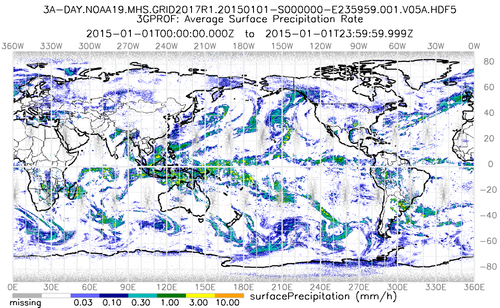 3A-DAY.NOAA19.MHS.GRID2017R1.20150101-S000000-E235959.001.V05A.HDF5
3GPROF: Average Surface Precipitation Rate
2015-01-01T00:00:00.000Z to 2015-01-01T23:59:59.999Z
360W 330W 300W 270W 240W 210W 180W 150W 120W 90W 60W 30W 0W
80
60
40
20
0
-20
-40
-60
-80
0E 30E 60E 90E 120E 150E 180E 210E 240E 270E 300E 330E 360E
missing 0.03 0.10 0.30 1.00 3.00 10.00 surfacePrecipitation (mm/h)